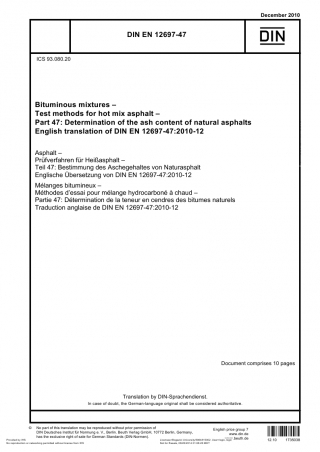 December 2010
DIN EN 12697-47
DIN
ICS 93.080.20
Bituminous mixtures –
Test methods for hot mix asphalt –
Part 47: Determination of the ash content of natural asphalts
English translation of DIN EN 12697-47:2010-12
Asphalt –
Prüfverfahren für Heißasphalt –
Teil 47: Bestimmung des Aschegehaltes von Naturasphalt
Englische Übersetzung von DIN EN 12697-47:2010-12
Mélanges bitumineux –
Méthodes d'essai pour mélange hydrocarboné à chaud –
Partie 47: Détermination de la teneur en cendres des bitumes naturels
Traduction anglaise de DIN EN 12697-47:2010-12
Document comprises 10 pages
Translation by DIN-Sprachendienst.
In case of doubt, the German-language original shall be considered authoritative.
© No part of this translation may be reproduced without prior permission of
DIN Deutsches Institut für Normung e. V., Berlin. Beuth Verlag GmbH, 10772 Berlin, Germany,
has the exclusive right of sale for German Standards (DIN-Normen).
English price group 7
www.din.de
www.beuth.de
12.10